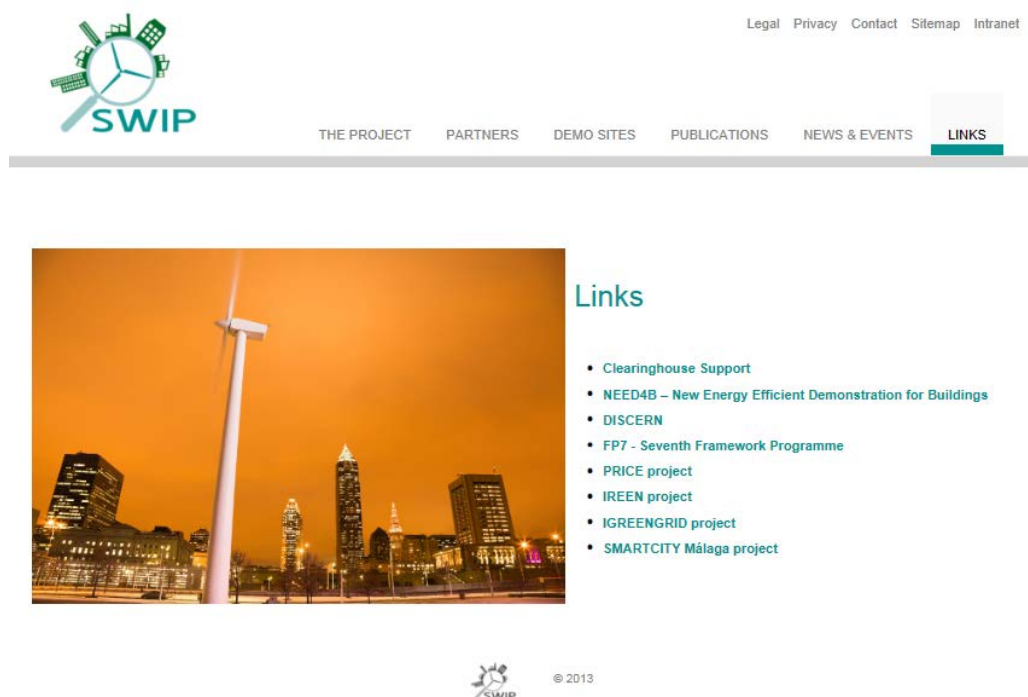 Legal Privacy Contact Sitemap Intranet
SWIP
THE PROJECT PARTNERS DEMO SITES PUBLICATIONS NEWS & EVENTS LINKS
Links
• Clearinghouse Support
• NEED4B – New Energy Efficient Demonstration for Buildings
• DISCERN
• FP7 - Seventh Framework Programme
• PRICE project
• IREEN project
• IGREENGRID project
• SMARTCITY Málaga project
SWIP
© 2013